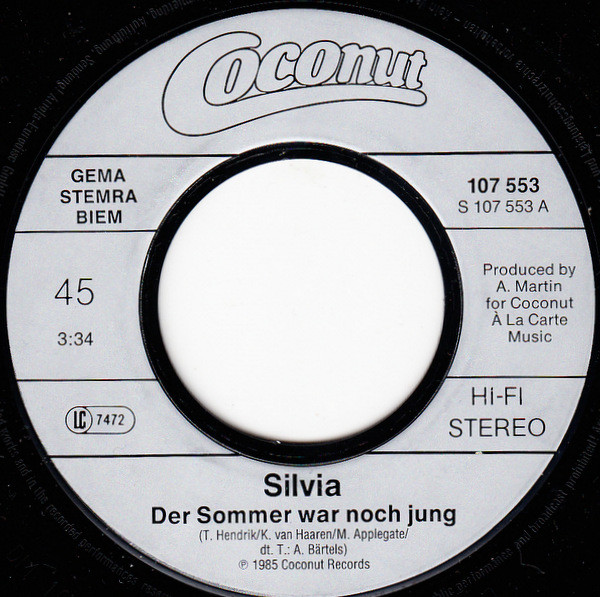 Coconut
GEMA
STEMRA
BIEM
107 553
S 107 553 A
45
3:34
Produced by
A. Martin
for Coconut
À La Carte
Music
LC 7472
Hi-FI
STEREO
Silvia
Der Sommer war noch jung
(T. Hendrik/K. van Haaren/M. Applegate/
dt. T.: A. Bärtels)
℗ 1985 Coconut Records